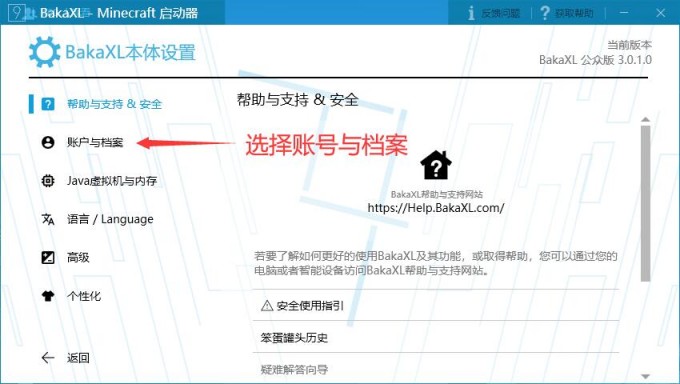 BakaXL - Minecraft 启动器
反馈问题
获取帮助
BakaXL本体设置
当前版本
BakaXL 公众版 3.0.1.0
帮助与支持 & 安全
账户与档案
Java虚拟机与内存
语言 / Language
高级
个性化
返回
帮助与支持 & 安全
选择账号与档案
BakaXL帮助与支持网站
https://Help.BakaXL.com/
若要了解如何更好的使用BakaXL及其功能，或取得帮助，您可以通过您的
电脑或者智能设备访问BakaXL帮助与支持网站。
安全使用指引
笨蛋罐头历史
疑难解答向导